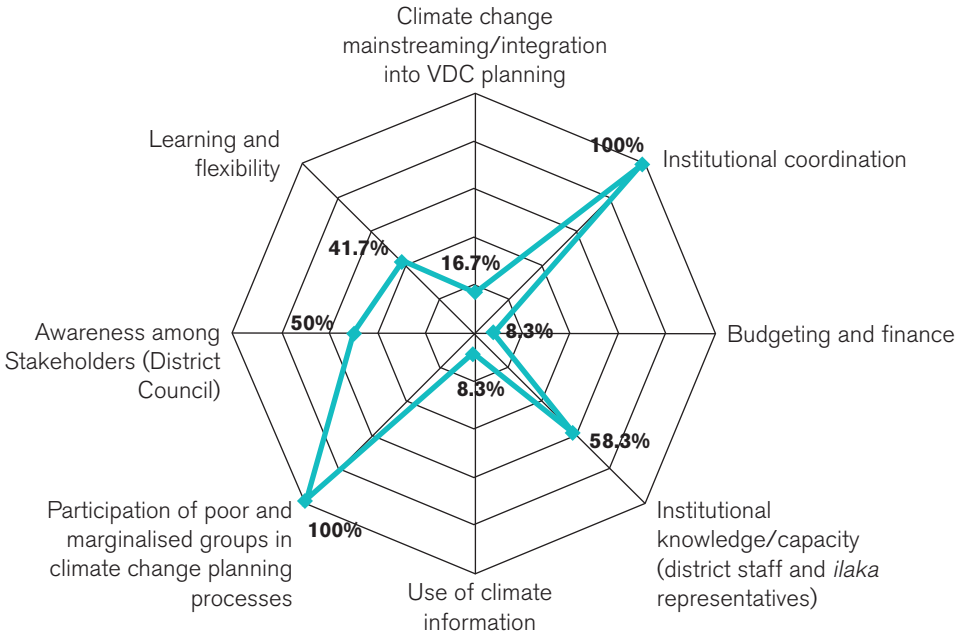 Climate change
mainstreaming/integration
into VDC planning
100%
Institutional coordination
Learning and
flexibility
41.7%
16.7%
50%
8.3%
Awareness among
Stakeholders (District
Council)
Budgeting and finance
8.3%
58.3%
Participation of poor and
marginalised groups in
climate change planning
processes
100%
Use of climate
information
Institutional
knowledge/capacity
(district staff and ilaka
representatives)